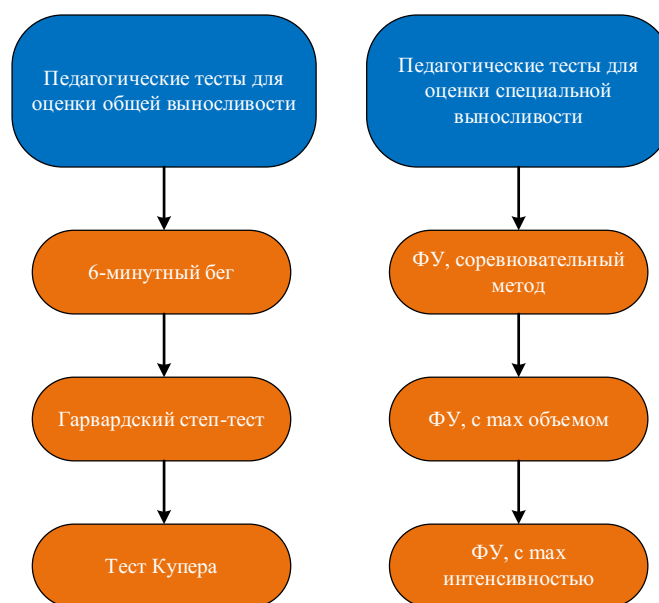 Педагогические тесты для
оценки общей выносливости
6-минутный бег
Гарвардский степ-тест
Тест Купера
Педагогические тесты для
оценки специальной
выносливости
ФУ, соревновательный
метод
ФУ, с max объемом
ФУ, с max
интенсивностью